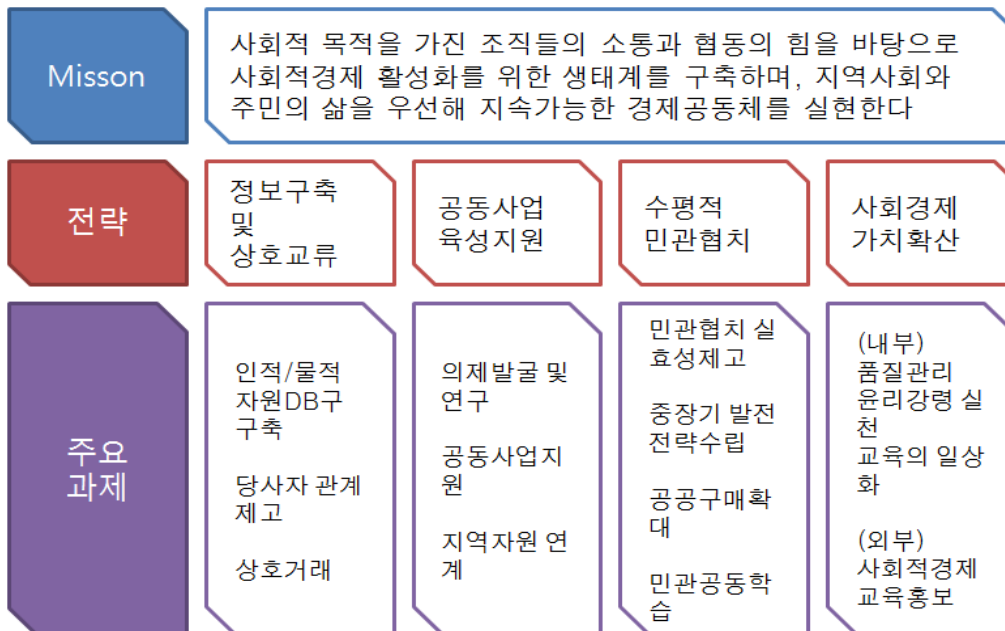 Misson
사회적 목적을 가진 조직들의 소통과 협동의 힘을 바탕으로
사회적경제 활성화를 위한 생태계를 구축하며, 지역사회와
주민의 삶을 우선해 지속가능한 경제공동체를 실현한다
전략
정보구축
및
상호교류
공동사업
육성지원
수평적
민관협치
사회경제
가치확산
주요
과제
인적/물적
자원DB구
구축
당사자 관계
제고
상호거래
의제발굴 및
연구
공동사업지
원
지역자원 연
계
민관협치 실
효성제고
중장기 발전
전략수립
공공구매확
대
민관공동학
습
(내부)
품질관리
윤리강령 실
천
교육의 일상
화
(외부)
사회적경제
교육홍보